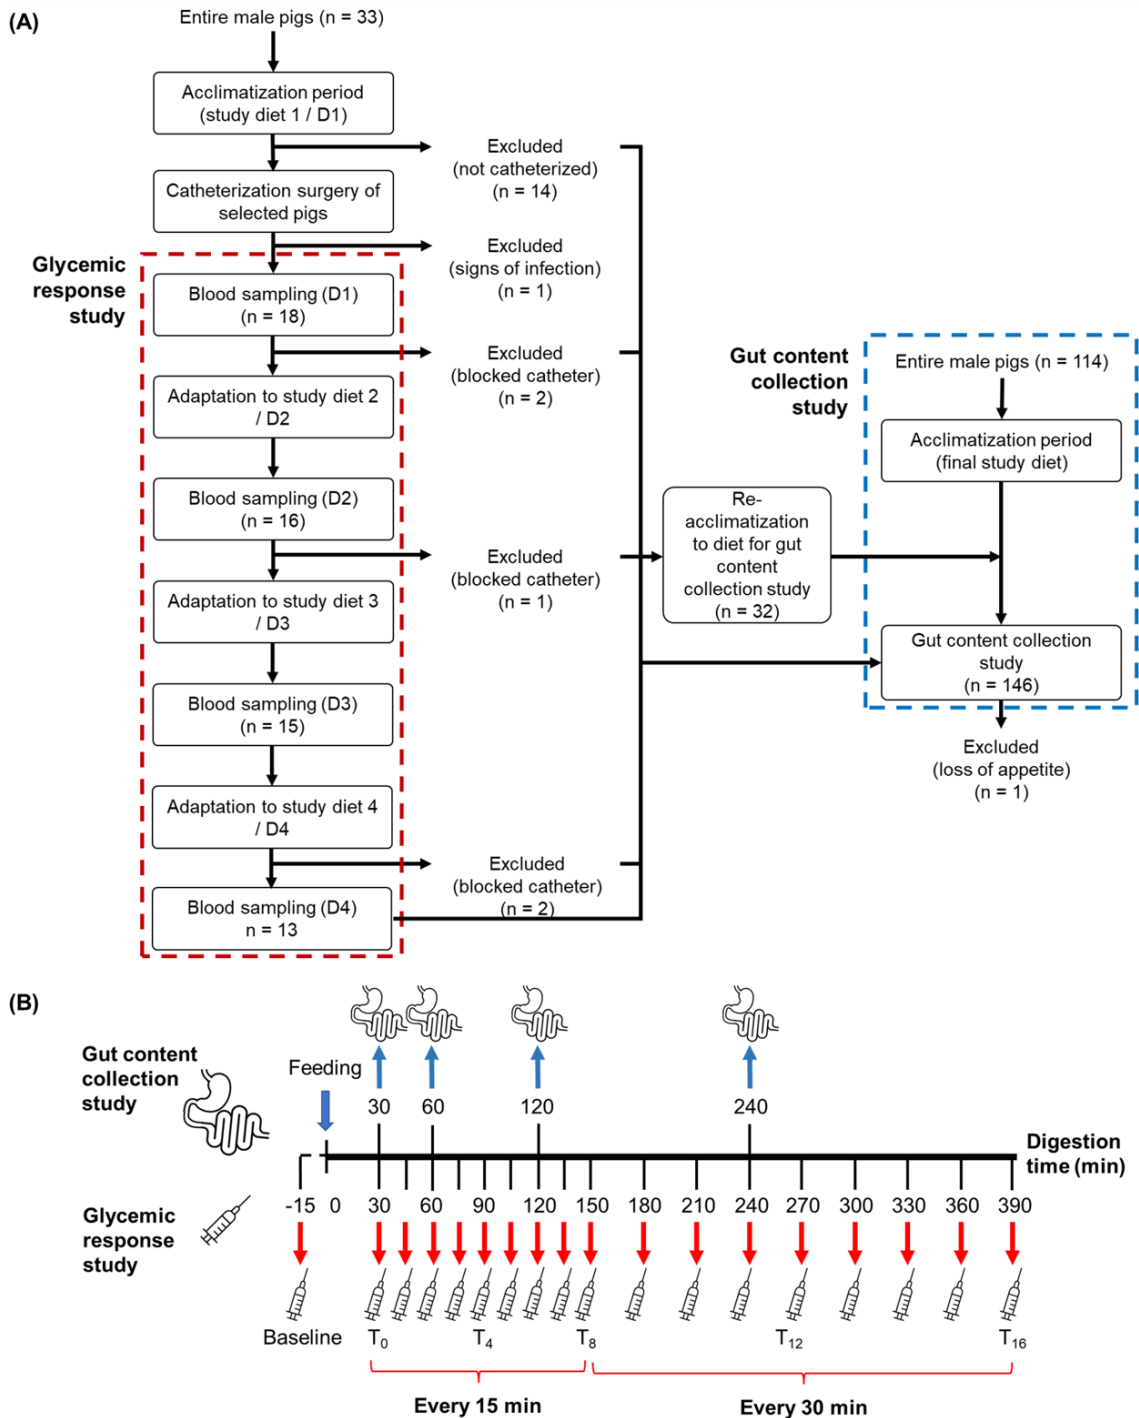 (A)
Entire male pigs (n = 33)
Acclimatization period
(study diet 1 / D1)
Excluded
(not catheterized)
(n = 14)
Catheterization surgery of
selected pigs
Excluded
(signs of infection)
(n = 1)
Glycemic
response
study
Blood sampling (D1)
(n = 18)
Excluded
(blocked catheter)
(n = 2)
Adaptation to study diet 2
/ D2
Blood sampling (D2)
(n = 16)
Excluded
(blocked catheter)
(n = 1)
Adaptation to study diet 3
/ D3
Blood sampling (D3)
(n = 15)
Adaptation to study diet 4
/ D4
Excluded
(blocked catheter)
(n = 2)
Blood sampling (D4)
n = 13
Re-
acclimatization
to diet for gut
content
collection study
(n = 32)
Gut content
collection
study
Entire male pigs (n = 114)
Acclimatization period
(final study diet)
Gut content collection
study
(n = 146)
Excluded
(loss of appetite)
(n = 1)
(B)
Gut content
collection
study
Feeding
30 60 120 240
Digestion
time (min)
-15 0 30 60 90 120 150 180 210 240 270 300 330 360 390
Glycemic
response
study
Baseline T0 T4 T8 T12 T16
Every 15 min Every 30 min